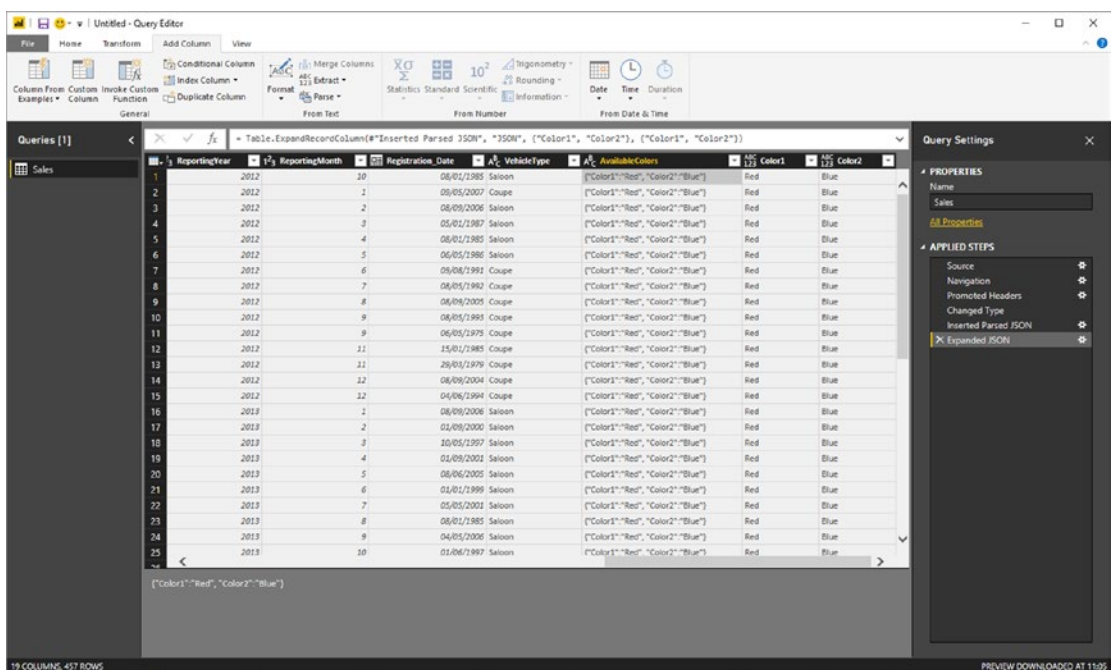 Untitled - Query Editor
File Home Transform Add Column View
Column From Examples Custom Column Invoke Custom Function
Conditional Column
Index Column
Duplicate Column
General
Format
Merge Columns
Extract
Parse
From Text
Statistics Standard Scientific
Trigonometry
Rounding
Information
From Number
Date Time Duration
From Date & Time
Queries [1]
Sales
= Table.ExpandRecordColumn(#"Inserted Parsed JSON", "JSON", {"Color1", "Color2"}, {"Color1", "Color2"})
ReportingYear ReportingMonth Registration_Date VehicleType AvailableColors Color1 Color2
1 2012 10 08/01/1985 Saloon {"Color1":"Red", "Color2":"Blue"} Red Blue
2 2012 1 09/05/2007 Coupe {"Color1":"Red", "Color2":"Blue"} Red Blue
3 2012 2 08/09/2006 Saloon {"Color1":"Red", "Color2":"Blue"} Red Blue
4 2012 3 05/01/1987 Saloon {"Color1":"Red", "Color2":"Blue"} Red Blue
5 2012 4 08/01/1985 Saloon {"Color1":"Red", "Color2":"Blue"} Red Blue
6 2012 5 06/05/1986 Saloon {"Color1":"Red", "Color2":"Blue"} Red Blue
7 2012 6 09/08/1991 Coupe {"Color1":"Red", "Color2":"Blue"} Red Blue
8 2012 7 08/05/1992 Coupe {"Color1":"Red", "Color2":"Blue"} Red Blue
9 2012 8 08/09/2005 Coupe {"Color1":"Red", "Color2":"Blue"} Red Blue
10 2012 9 08/05/1993 Coupe {"Color1":"Red", "Color2":"Blue"} Red Blue
11 2012 9 06/05/1975 Coupe {"Color1":"Red", "Color2":"Blue"} Red Blue
12 2012 11 15/01/1985 Coupe {"Color1":"Red", "Color2":"Blue"} Red Blue
13 2012 11 29/03/1979 Coupe {"Color1":"Red", "Color2":"Blue"} Red Blue
14 2012 12 08/09/2004 Coupe {"Color1":"Red", "Color2":"Blue"} Red Blue
15 2012 12 04/06/1994 Coupe {"Color1":"Red", "Color2":"Blue"} Red Blue
16 2013 1 08/09/2006 Saloon {"Color1":"Red", "Color2":"Blue"} Red Blue
17 2013 2 01/09/2000 Saloon {"Color1":"Red", "Color2":"Blue"} Red Blue
18 2013 3 10/05/1997 Saloon {"Color1":"Red", "Color2":"Blue"} Red Blue
19 2013 4 01/09/2001 Saloon {"Color1":"Red", "Color2":"Blue"} Red Blue
20 2013 5 08/06/2005 Saloon {"Color1":"Red", "Color2":"Blue"} Red Blue
21 2013 6 01/01/1999 Saloon {"Color1":"Red", "Color2":"Blue"} Red Blue
22 2013 7 05/05/2001 Saloon {"Color1":"Red", "Color2":"Blue"} Red Blue
23 2013 8 08/01/1985 Saloon {"Color1":"Red", "Color2":"Blue"} Red Blue
24 2013 9 04/05/2006 Saloon {"Color1":"Red", "Color2":"Blue"} Red Blue
25 2013 10 01/06/1997 Saloon {"Color1":"Red", "Color2":"Blue"} Red Blue
{"Color1":"Red", "Color2":"Blue"}
Query Settings
PROPERTIES
Name
Sales
All Properties
APPLIED STEPS
Source
Navigation
Promoted Headers
Changed Type
Inserted Parsed JSON
Expanded JSON
19 COLUMNS, 457 ROWS
PREVIEW DOWNLOADED AT 11:05